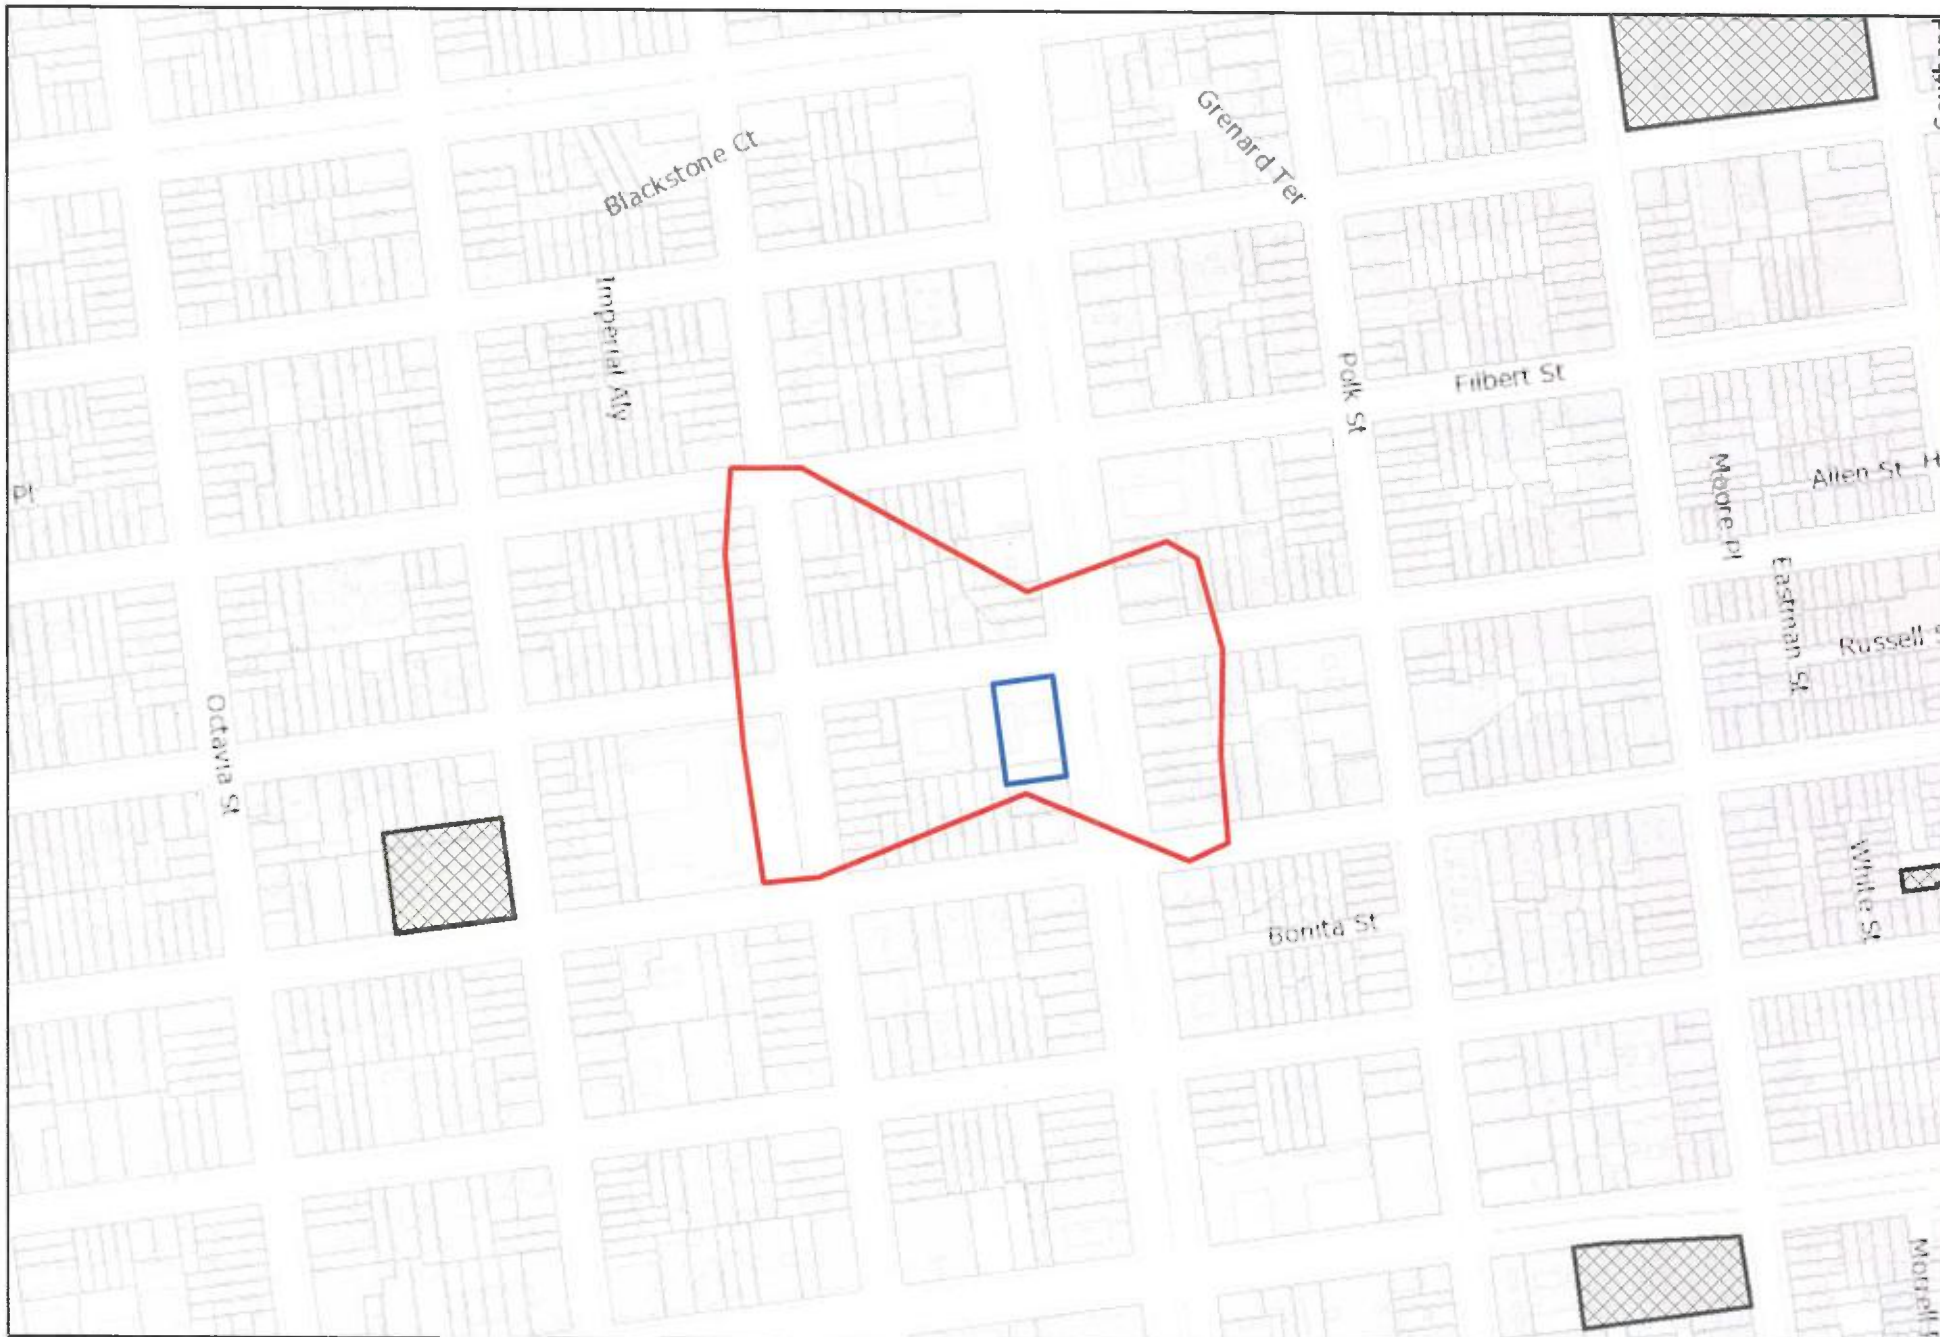 Grenard Ter
Blackstone Ct
Imperial Aly
Polk St
Filbert St
Pl
Moore Pl
Allen St
Eastman St
Russell
Octavia St
White St
Bonita St